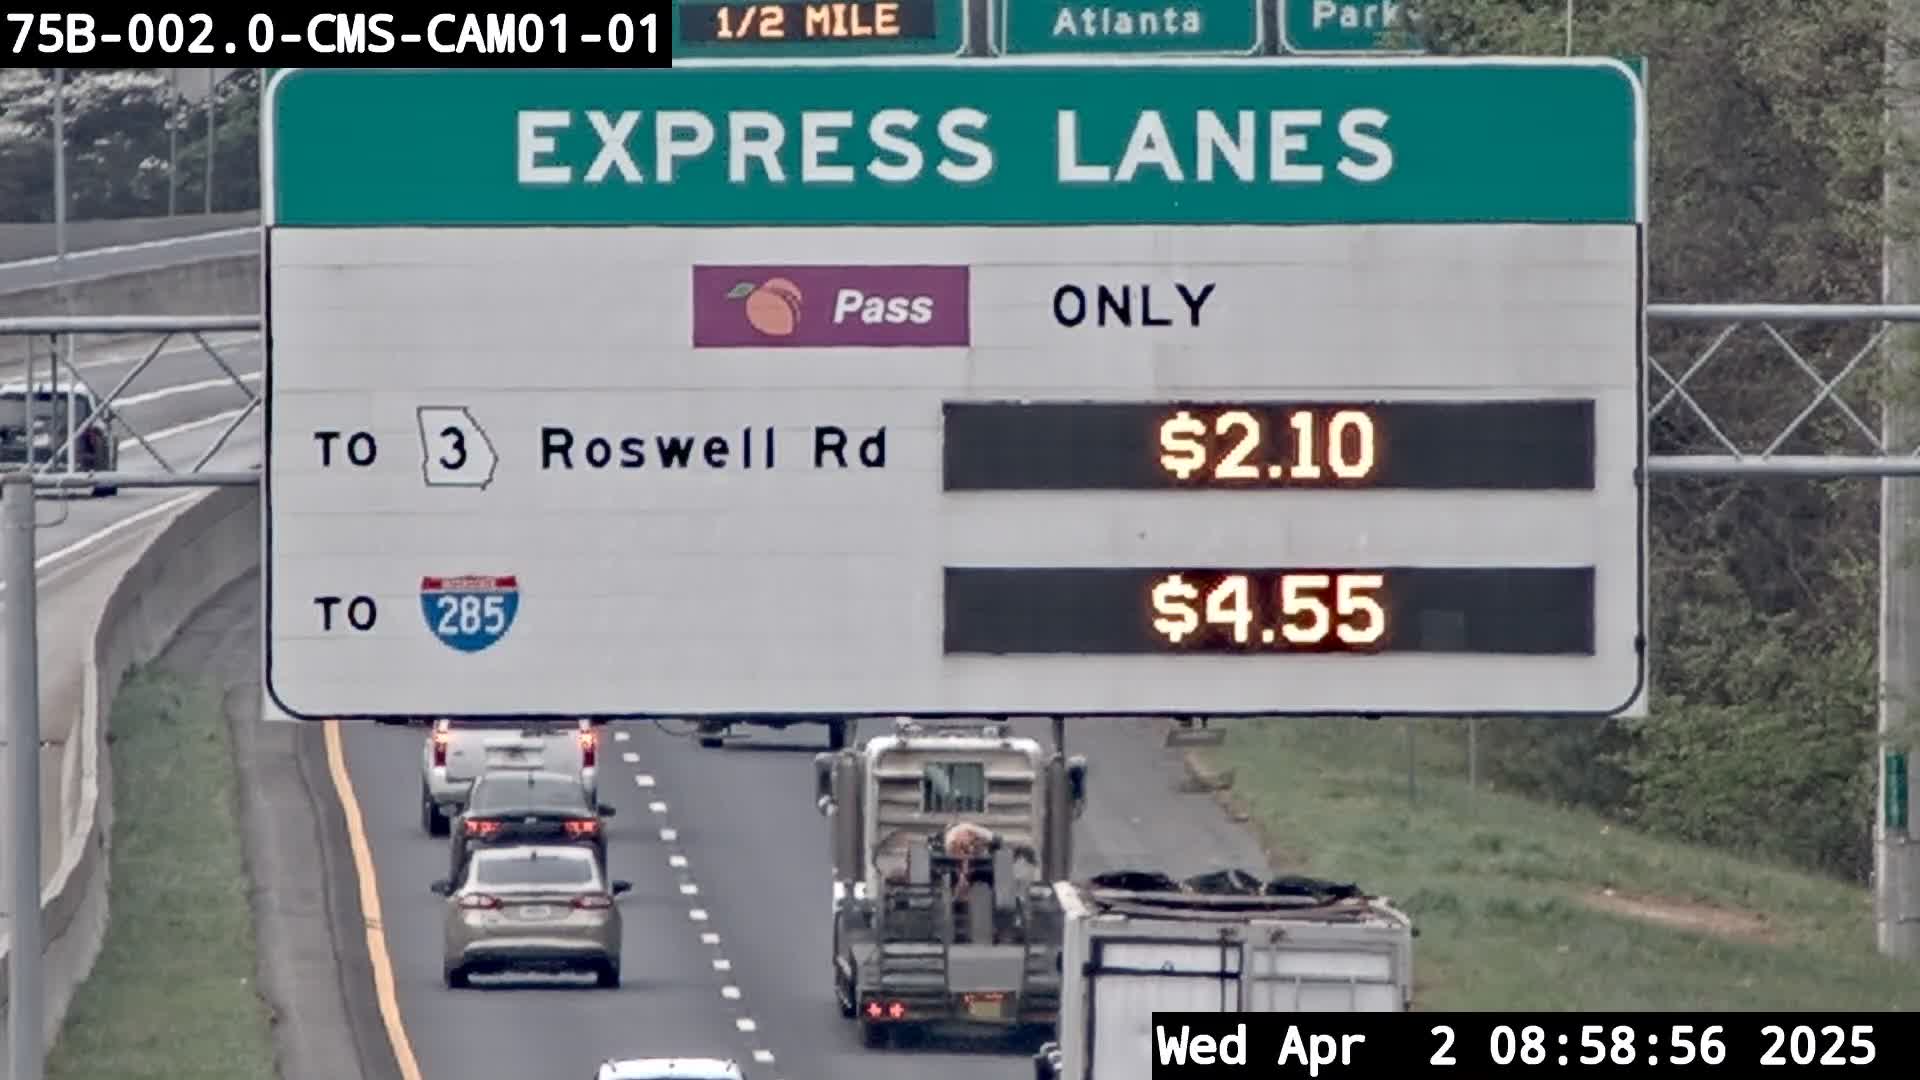 75B-002.0-CMS-CAM01-01
1/2 MILE
Atlanta
Park
EXPRESS LANES
Pass ONLY
TO 3 Roswell Rd $2.10
TO 285 $4.55
Wed Apr 2 08:58:56 2025